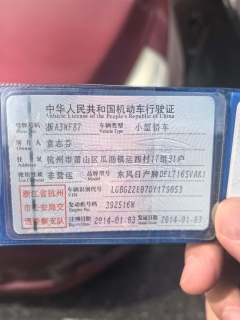 中华人民共和国机动车行驶证
Vehicle License of the People's Republic of China
号牌号码 浙A3WF87 车辆类型 小型轿车
Vehicle Type
所有人 袁志芬
住址 杭州市萧山区瓜沥镇运西村17组31户
使用性质 非营运 品牌型号 东风日产牌DFL7165VAK1
浙江省杭州市公安局交通警察支队
车辆识别代号 LGBG22E07DY179953
VIN
发动机号码 392516W
Engine No.
注册日期 2014-01-03 发证日期 2014-01-03